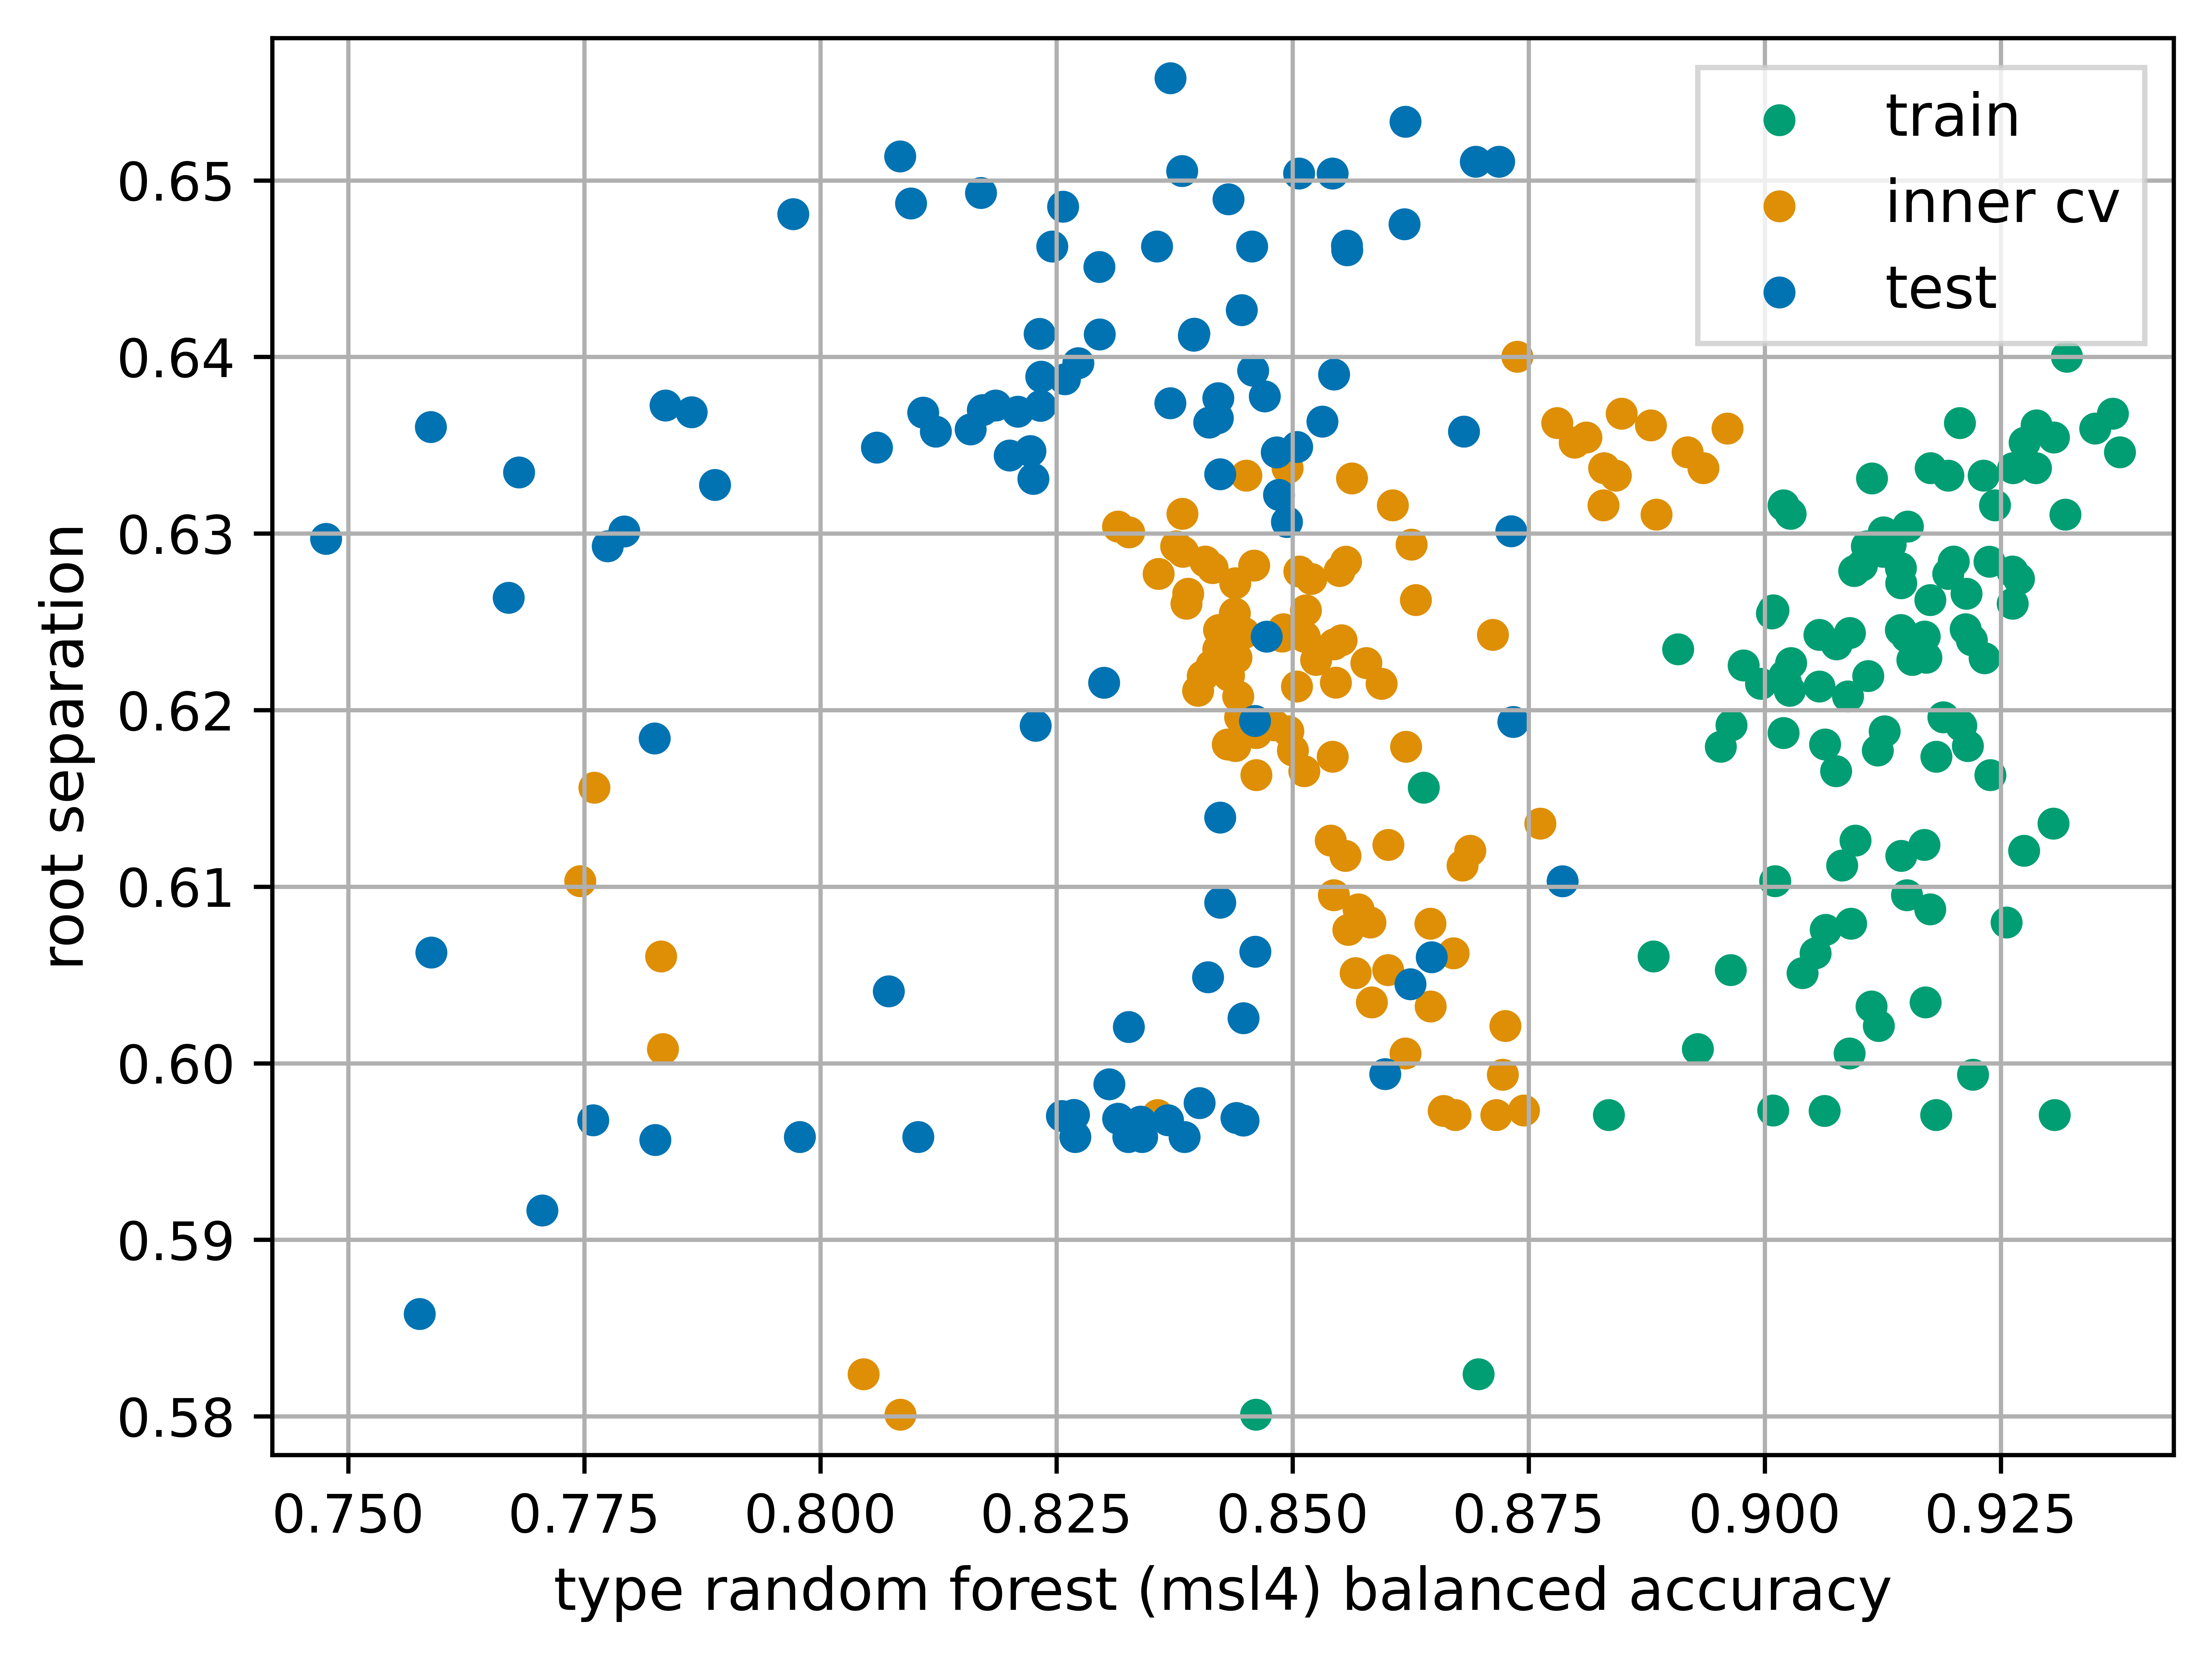 train
inner cv
test
0.65
0.64
0.63
0.62
0.61
0.60
0.59
0.58
root separation
0.750 0.775 0.800 0.825 0.850 0.875 0.900 0.925
type random forest (msl4) balanced accuracy